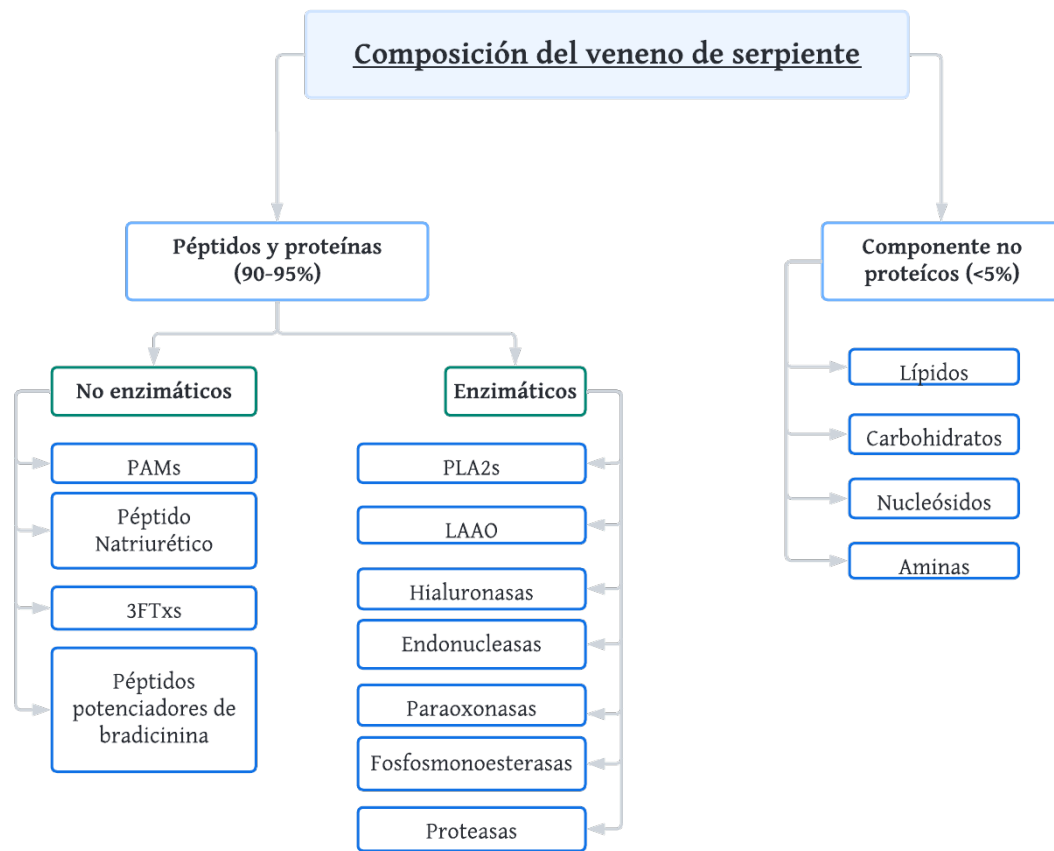 Composición del veneno de serpiente
Péptidos y proteínas
(90-95%)
Componente no
proteícos (<5%)
No enzimáticos
PAMs
Péptido
Natriurético
3FTxs
Péptidos
potenciadores de
bradicinina
Enzimáticos
PLA2s
LAAO
Hialuronasas
Endonucleasas
Paraoxonasas
Fosfosmonoesterasas
Proteasas
Lípidos
Carbohidratos
Nucleósidos
Aminas